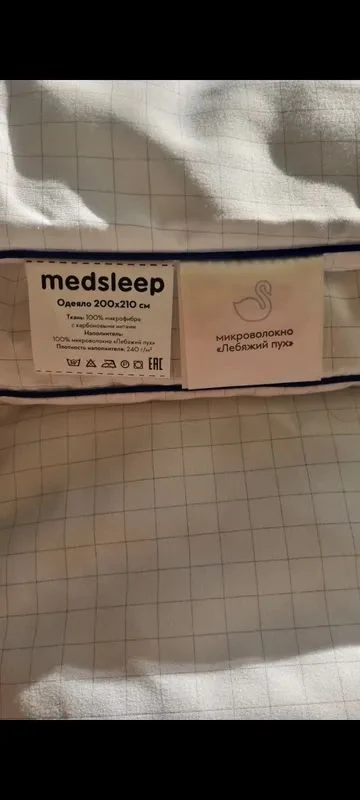 medsleep
Одеяло 200х210 см
Ткань: 100% микрофибра
с карбоновыми нитями
Наполнитель:
100% микроволокно «Лебяжий пух»
Плотность наполнителя: 240 г/м²
EAC
микроволокно
«Лебяжий пух»